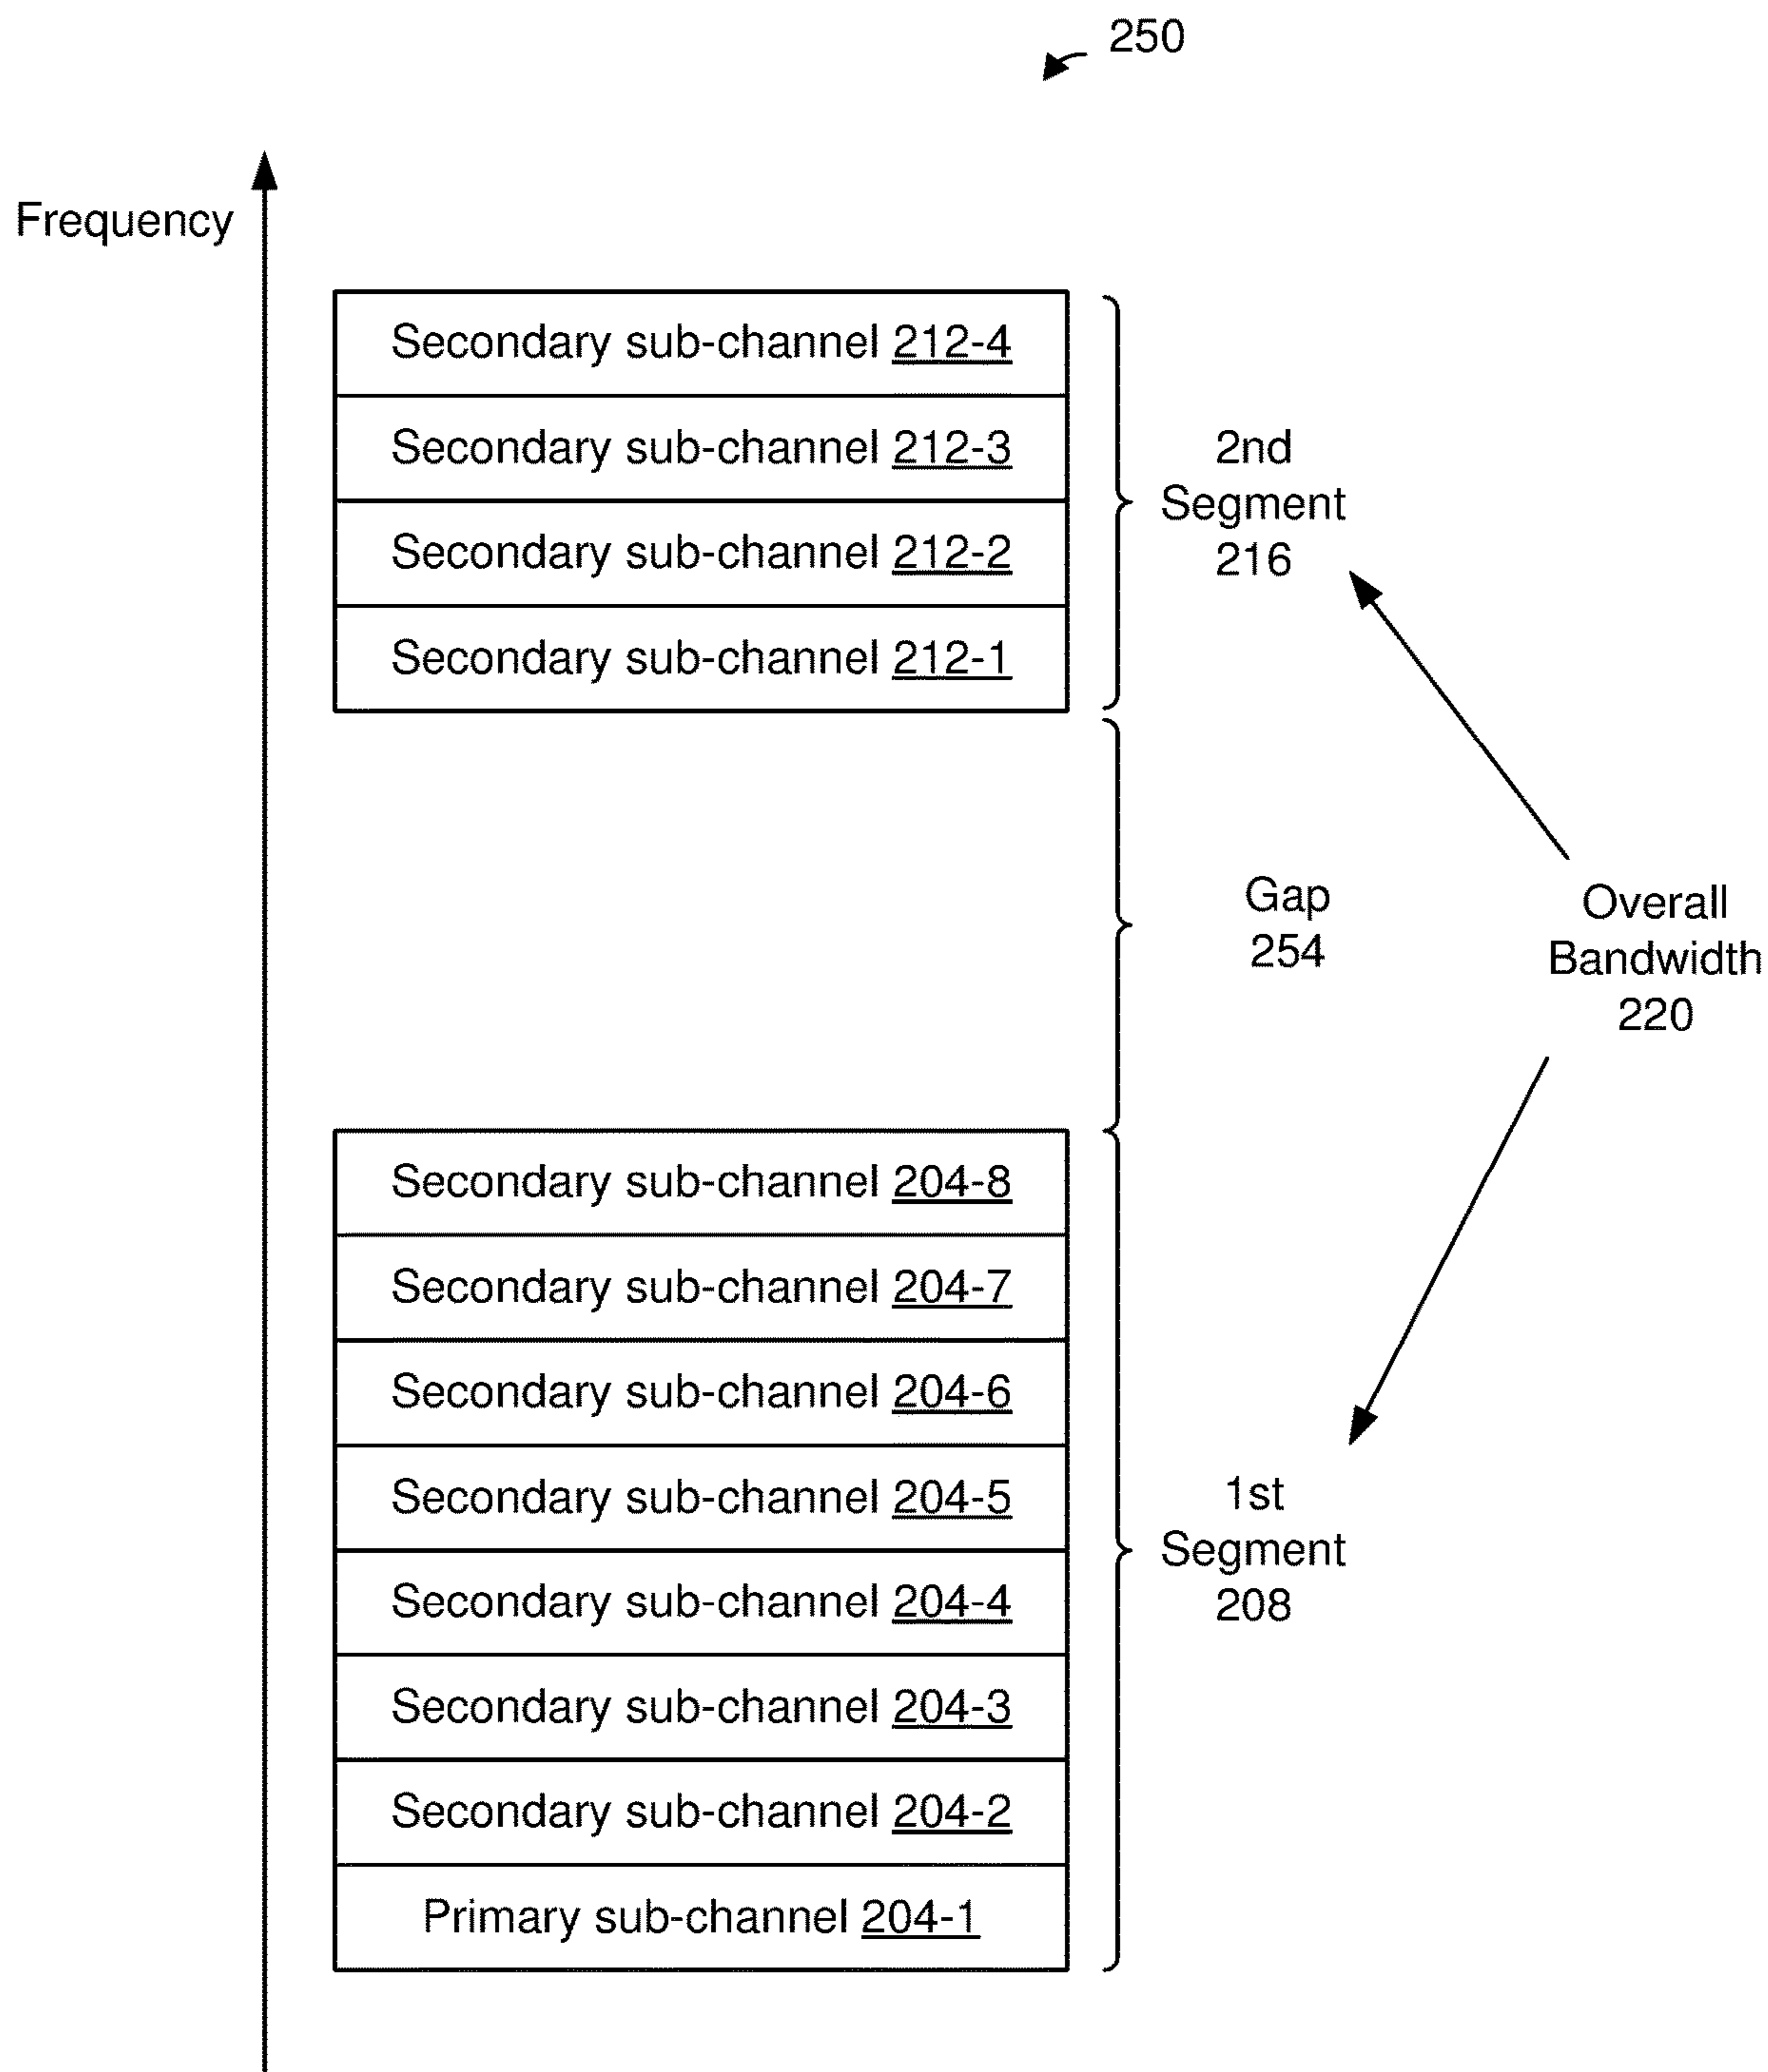 250
Frequency
Secondary sub-channel 212-4
Secondary sub-channel 212-3
Secondary sub-channel 212-2
Secondary sub-channel 212-1
2nd
Segment
216
Gap
254
Overall
Bandwidth
220
Secondary sub-channel 204-8
Secondary sub-channel 204-7
Secondary sub-channel 204-6
Secondary sub-channel 204-5
Secondary sub-channel 204-4
Secondary sub-channel 204-3
Secondary sub-channel 204-2
Primary sub-channel 204-1
1st
Segment
208